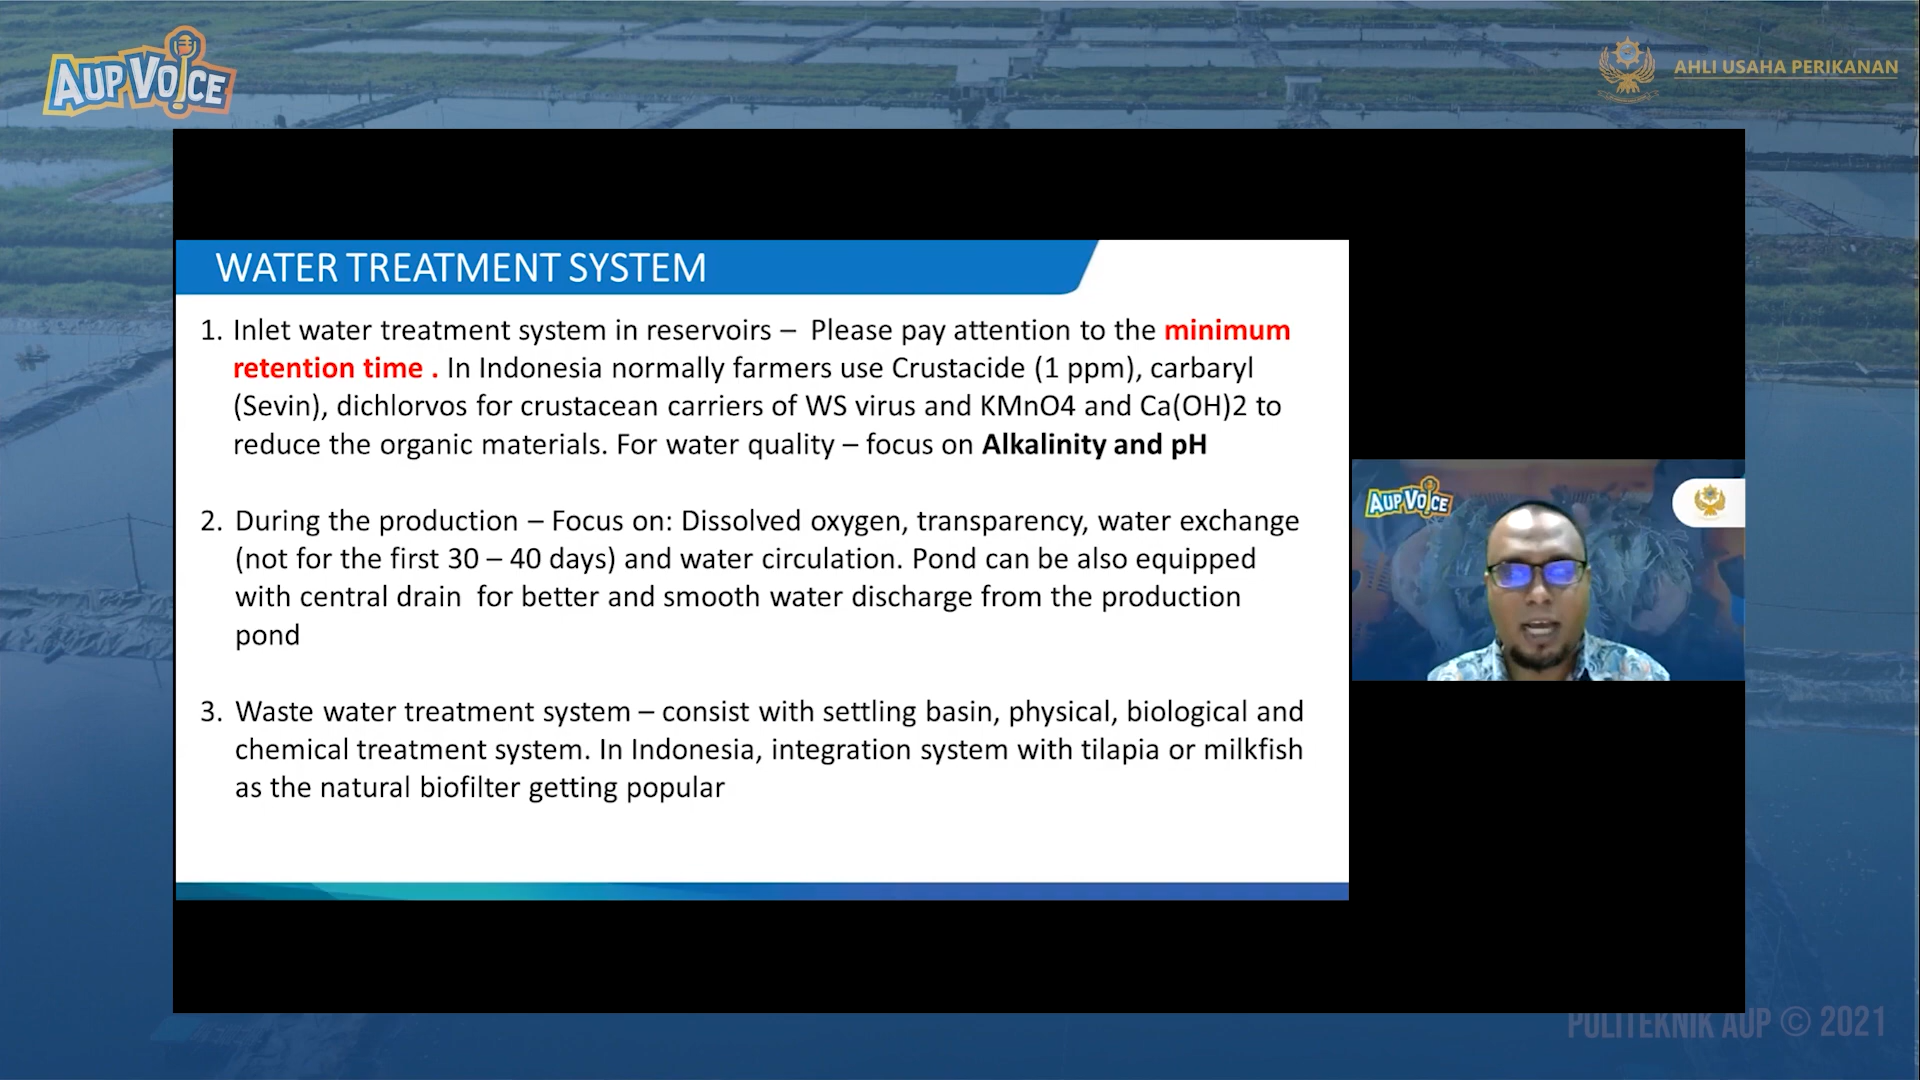 AUP VOICE
AHLI USAHA PERIKANAN
WATER TREATMENT SYSTEM
1. Inlet water treatment system in reservoirs – Please pay attention to the minimum
retention time . In Indonesia normally farmers use Crustacide (1 ppm), carbaryl
(Sevin), dichlorvos for crustacean carriers of WS virus and KMnO4 and Ca(OH)2 to
reduce the organic materials. For water quality – focus on Alkalinity and pH
2. During the production – Focus on: Dissolved oxygen, transparency, water exchange
(not for the first 30 – 40 days) and water circulation. Pond can be also equipped
with central drain for better and smooth water discharge from the production
pond
3. Waste water treatment system – consist with settling basin, physical, biological and
chemical treatment system. In Indonesia, integration system with tilapia or milkfish
as the natural biofilter getting popular
AUP VOICE
POLITEKNIK AUP © 2021